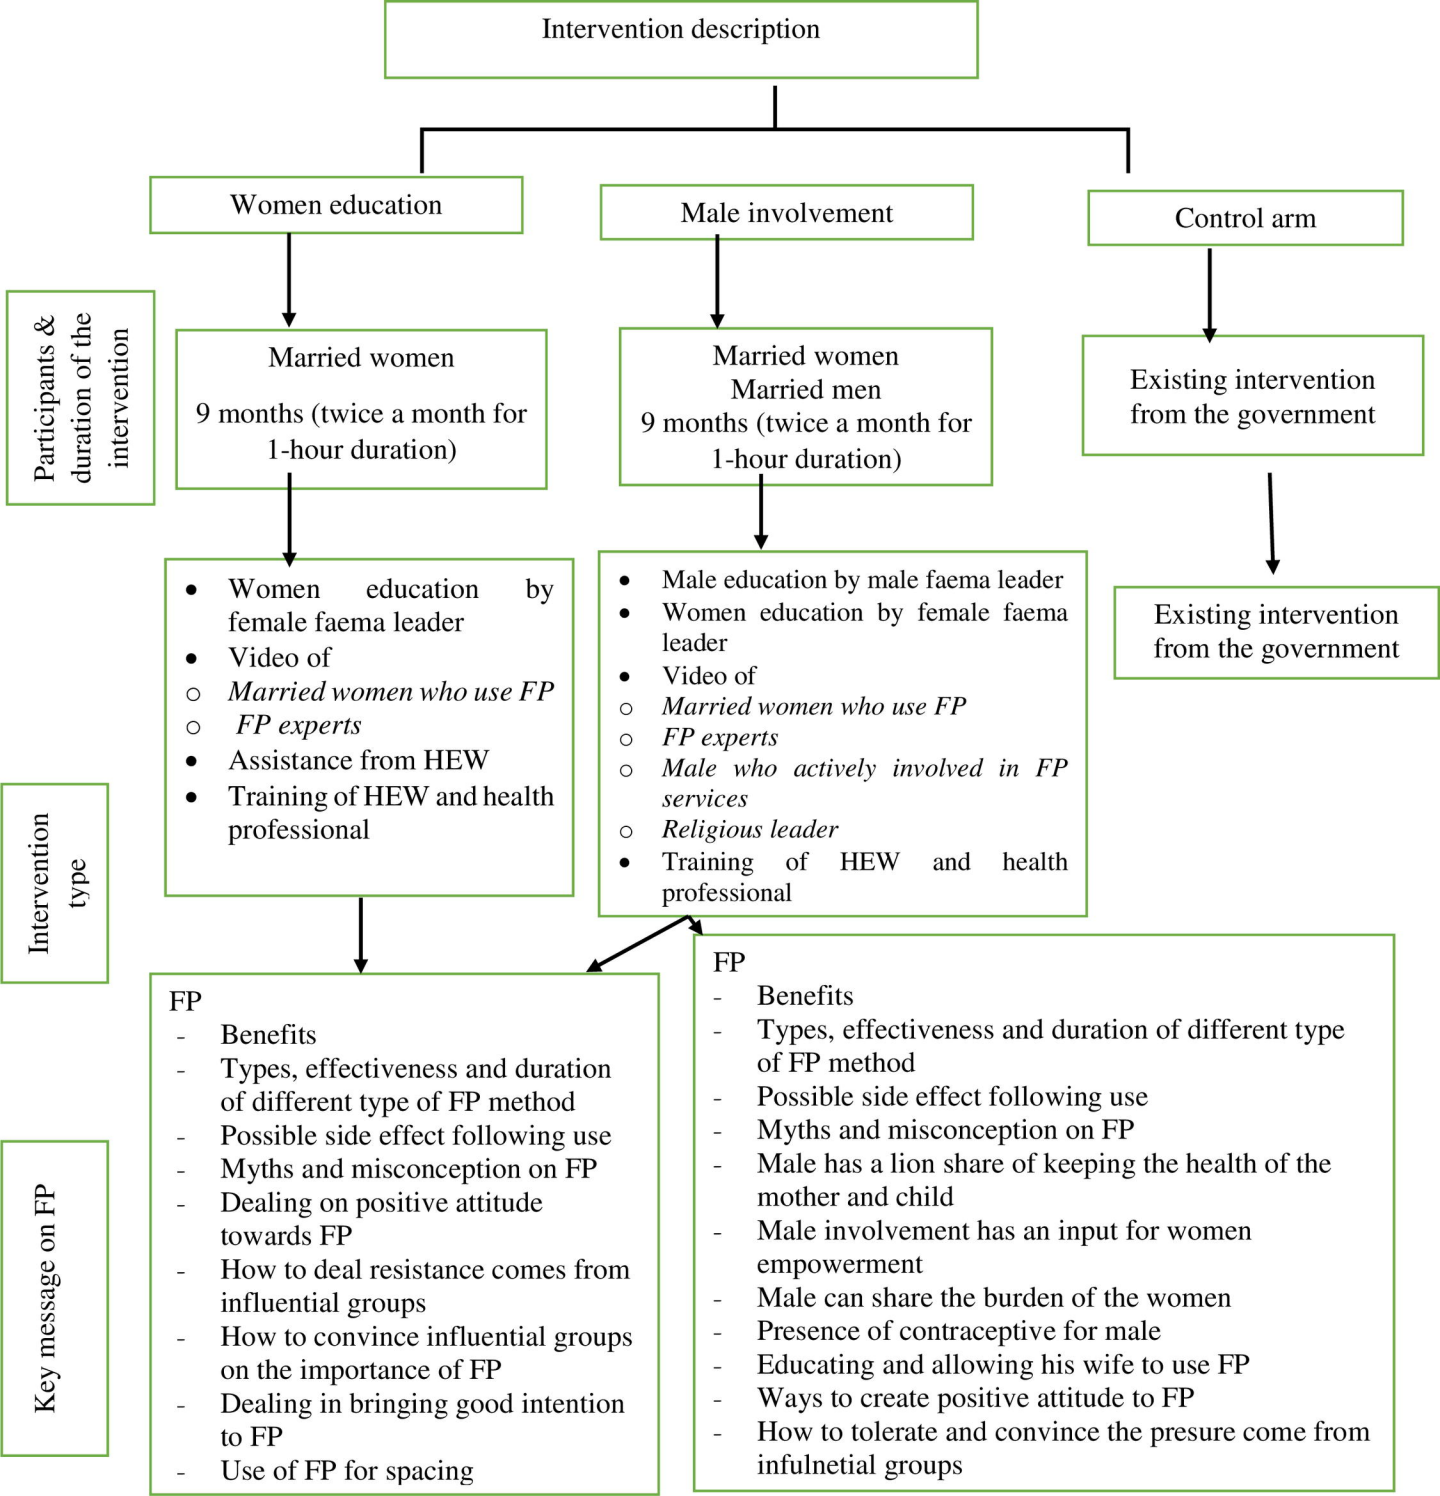 Intervention description
Women education
Male involvement
Control arm
Participants &
duration of the
intervention
Married women
9 months (twice a month for
1-hour duration)
Married women
Married men
9 months (twice a month for
1-hour duration)
Existing intervention
from the government
Intervention
type
• Women education by
female faema leader
• Video of
o Married women who use FP
o FP experts
• Assistance from HEW
• Training of HEW and health
professional
• Male education by male faema leader
• Women education by female faema
leader
• Video of
o Married women who use FP
o FP experts
o Male who actively involved in FP
services
o Religious leader
• Training of HEW and health
professional
Existing intervention
from the government
Key message on FP
FP
- Benefits
- Types, effectiveness and duration
of different type of FP method
- Possible side effect following use
- Myths and misconception on FP
- Dealing on positive attitude
towards FP
- How to deal resistance comes from
influential groups
- How to convince influential groups
on the importance of FP
- Dealing in bringing good intention
to FP
- Use of FP for spacing
FP
- Benefits
- Types, effectiveness and duration of different type
of FP method
- Possible side effect following use
- Myths and misconception on FP
- Male has a lion share of keeping the health of the
mother and child
- Male involvement has an input for women
empowerment
- Male can share the burden of the women
- Presence of contraceptive for male
- Educating and allowing his wife to use FP
- Ways to create positive attitude to FP
- How to tolerate and convince the presure come from
infulnetial groups